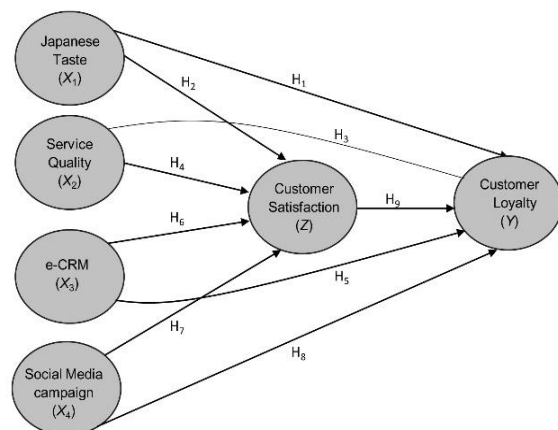 Japanese
Taste
(X₁)
H₁
H₂
Service
Quality
(X₂)
H₃
H₄
Customer
Satisfaction
(Z)
H₉
Customer
Loyalty
(Y)
H₆
e-CRM
(X₃)
H₅
H₇
Social Media
campaign
(X₄)
H₈